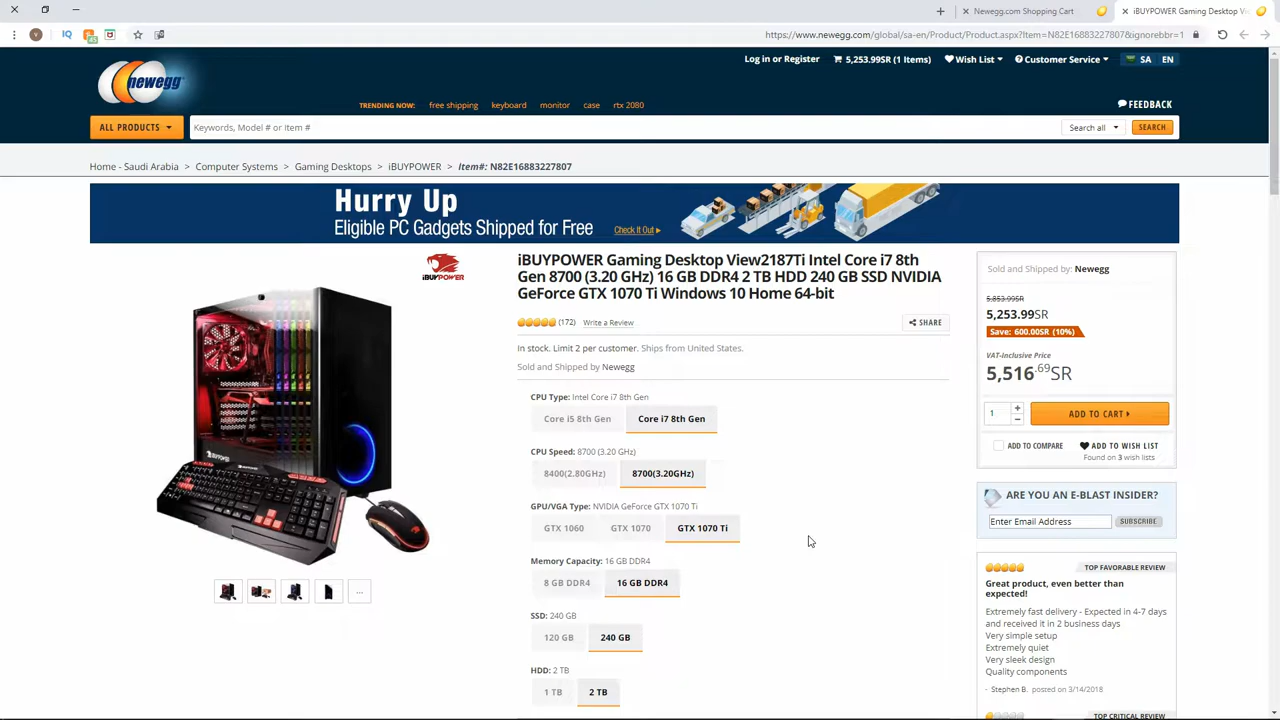 Newegg.com Shopping Cart
iBUYPOWER Gaming Desktop Vi
V
IQ
45
https://www.newegg.com/global/sa-en/Product/Product.aspx?Item=N82E16883227807&ignorebbr=1
newegg
Log in or Register
5,253.99SR (1 Items)
Wish List
Customer Service
SA
EN
TRENDING NOW: free shipping keyboard monitor case rtx 2080
FEEDBACK
ALL PRODUCTS
Keywords, Model # or Item #
Search all
SEARCH
Home - Saudi Arabia > Computer Systems > Gaming Desktops > iBUYPOWER > Item#: N82E16883227807
Hurry Up
Eligible PC Gadgets Shipped for Free
Check It Out
iBUYPOWER
iBUYPOWER Gaming Desktop View2187Ti Intel Core i7 8th
Gen 8700 (3.20 GHz) 16 GB DDR4 2 TB HDD 240 GB SSD NVIDIA
GeForce GTX 1070 Ti Windows 10 Home 64-bit
(172) Write a Review
SHARE
In stock. Limit 2 per customer. Ships from United States.
Sold and Shipped by Newegg
CPU Type: Intel Core i7 8th Gen
Core i5 8th Gen Core i7 8th Gen
CPU Speed: 8700 (3.20 GHz)
8400(2.80GHz) 8700(3.20GHz)
GPU/VGA Type: NVIDIA GeForce GTX 1070 Ti
GTX 1060 GTX 1070 GTX 1070 Ti
Memory Capacity: 16 GB DDR4
8 GB DDR4 16 GB DDR4
SSD: 240 GB
120 GB 240 GB
HDD: 2 TB
1 TB 2 TB
...
Sold and Shipped by: Newegg
5,853.99SR
5,253.99SR
Save: 600.00SR (10%)
VAT-Inclusive Price
5,516.69SR
1
+
−
ADD TO CART
ADD TO COMPARE
ADD TO WISH LIST
Found on 3 wish lists
ARE YOU AN E-BLAST INSIDER?
Enter Email Address
SUBSCRIBE
TOP FAVORABLE REVIEW
Great product, even better than
expected!
Extremely fast delivery - Expected in 4-7 days
and received it in 2 business days
Very simple setup
Extremely quiet
Very sleek design
Quality components
- Stephen B. posted on 3/14/2018
TOP CRITICAL REVIEW